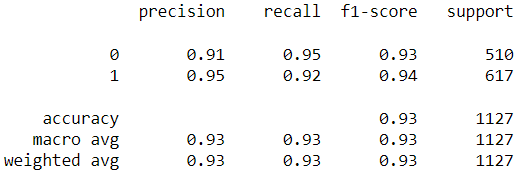 precision recall f1-score support
0 0.91 0.95 0.93 510
1 0.95 0.92 0.94 617
accuracy 0.93 1127
macro avg 0.93 0.93 0.93 1127
weighted avg 0.93 0.93 0.93 1127